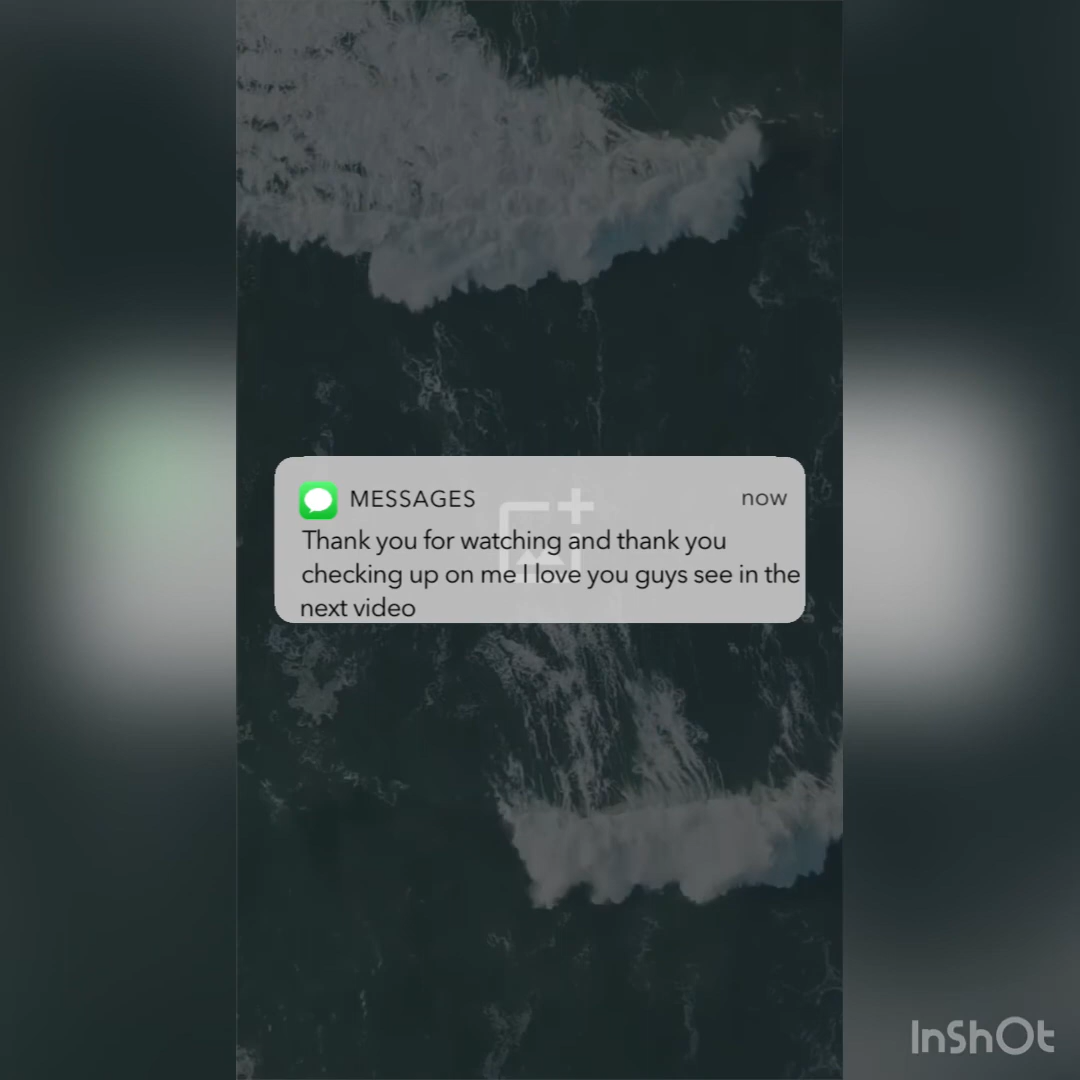 MESSAGES now
Thank you for watching and thank you
checking up on me I love you guys see in the
next video
InShOt